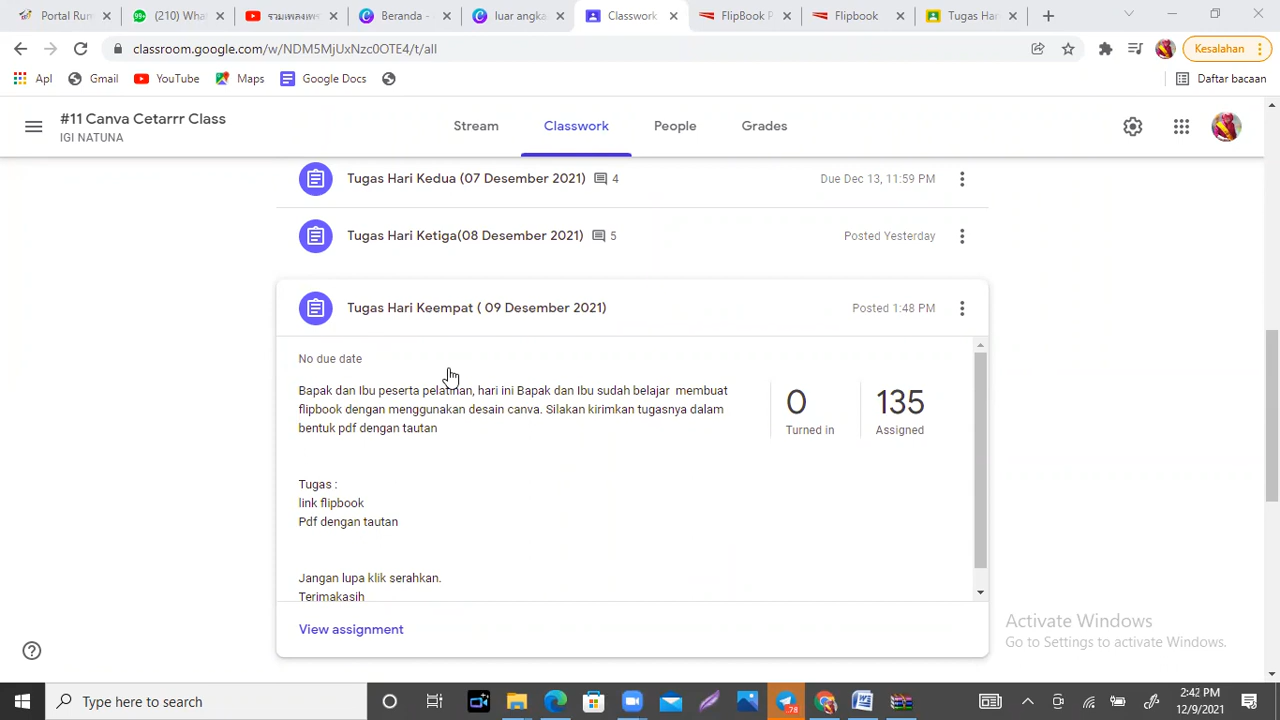 Portal Rum
(210) What
Beranda -
luar angka
Classwork
FlipBook P
Flipbook
Tugas Har
classroom.google.com/w/NDM5MjUxNzc0OTE4/t/all
Kesalahan
Apl
Gmail
YouTube
Maps
Google Docs
Daftar bacaan
#11 Canva Cetarrr Class
IGI NATUNA
Stream
Classwork
People
Grades
Tugas Hari Kedua (07 Desember 2021) 4
Due Dec 13, 11:59 PM
Tugas Hari Ketiga(08 Desember 2021) 5
Posted Yesterday
Tugas Hari Keempat ( 09 Desember 2021)
Posted 1:48 PM
No due date
Bapak dan Ibu peserta pelatihan, hari ini Bapak dan Ibu sudah belajar membuat
flipbook dengan menggunakan desain canva. Silakan kirimkan tugasnya dalam
bentuk pdf dengan tautan
0
Turned in
135
Assigned
Tugas :
link flipbook
Pdf dengan tautan
Jangan lupa klik serahkan.
Terimakasih
View assignment
Activate Windows
Go to Settings to activate Windows.
Type here to search
78
2:42 PM
12/9/2021